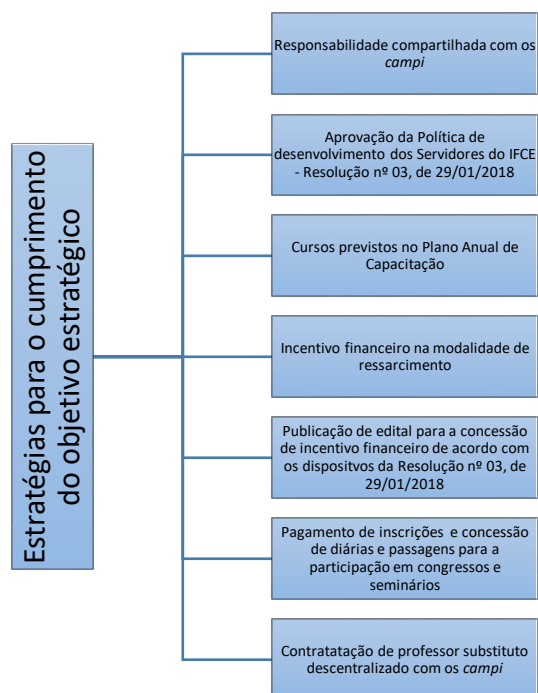 Estratégias para o cumprimento
do objetivo estratégico
Responsabilidade compartilhada com os
campi
Aprovação da Política de
desenvolvimento dos Servidores do IFCE
- Resolução nº 03, de 29/01/2018
Cursos previstos no Plano Anual de
Capacitação
Incentivo financeiro na modalidade de
ressarcimento
Publicação de edital para a concessão
de incentivo financeiro de acordo com
os dispositvos da Resolução nº 03, de
29/01/2018
Pagamento de inscrições e concessão
de diárias e passagens para a
participação em congressos e
seminários
Contratatação de professor substituto
descentralizado com os campi